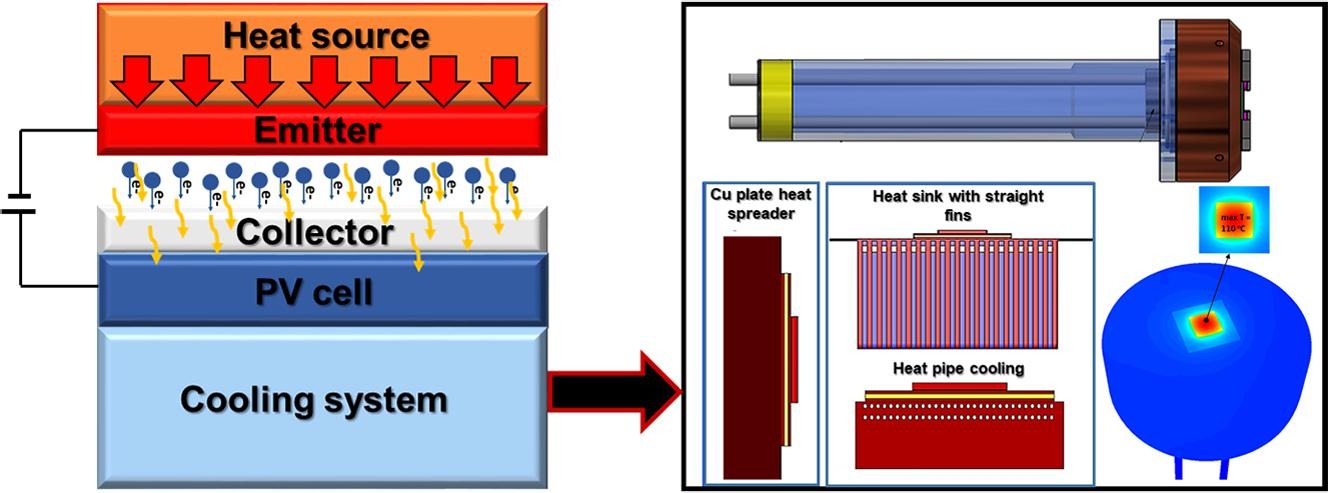 Heat source
Emitter
e- e- e- e- e- e- e- e- e- e- e- e- e- e-
Collector
PV cell
Cooling system
Cu plate heat
spreader
Heat sink with straight
fins
Heat pipe cooling
max T =
110 °C